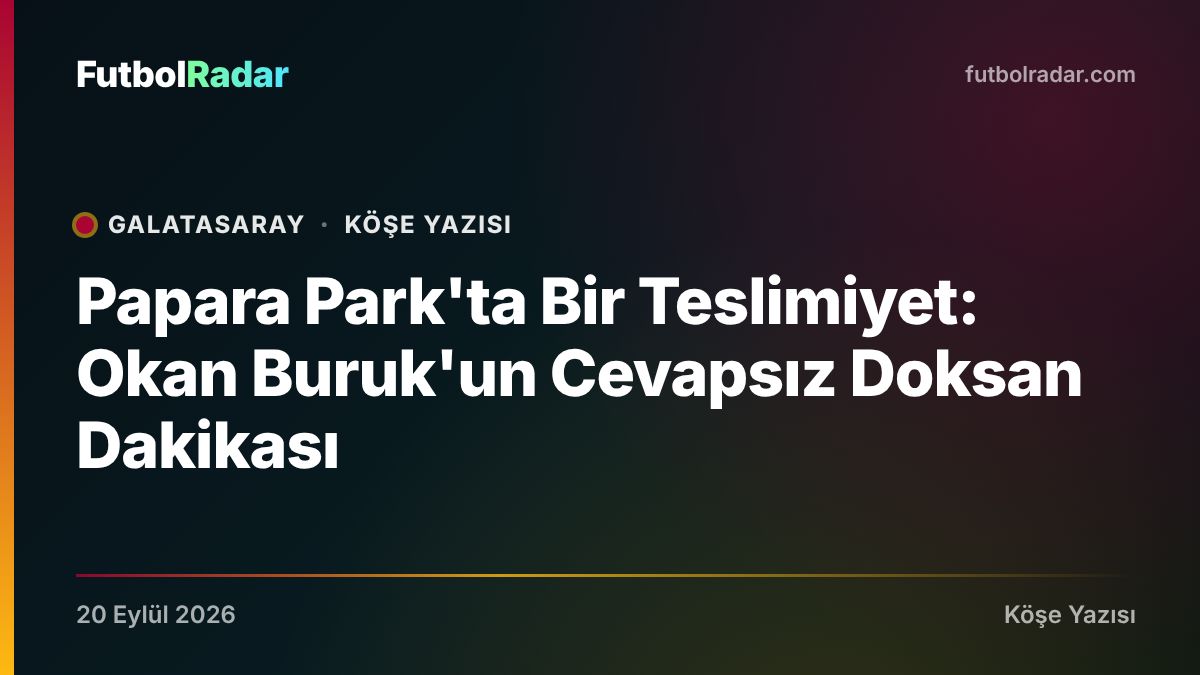 FutbolRadar
futbolradar.com
GALATASARAY · KÖŞE YAZISI
Papara Park'ta Bir Teslimiyet:
Okan Buruk'un Cevapsız Doksan
Dakikası
20 Eylül 2026
Köşe Yazısı